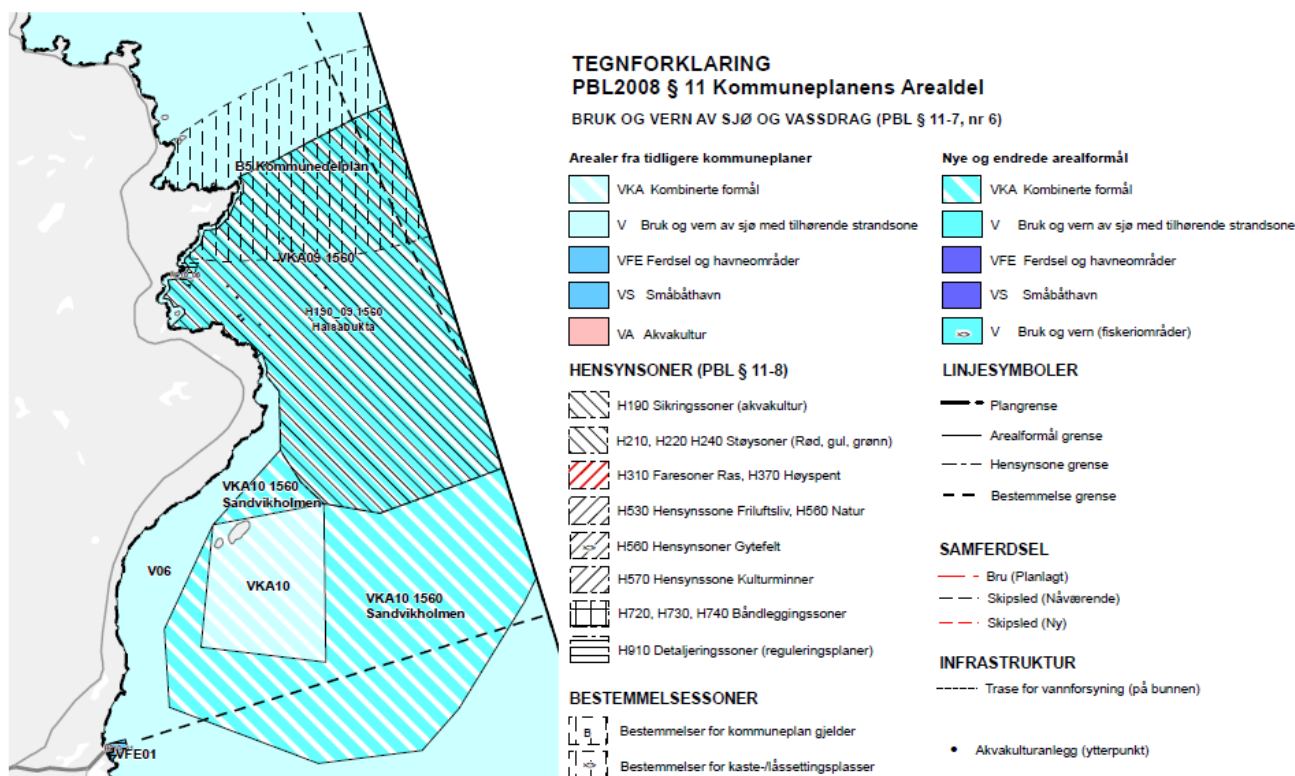 B5 Kommunedelplan
VKA09 1560
H190_09 1560
Halsabukta
VKA10 1560
Sandvikholmen
V06
VKA10
VKA10 1560
Sandvikholmen
VFE01
TEGNFORKLARING
PBL2008 § 11 Kommuneplanens Arealdel
BRUK OG VERN AV SJØ OG VASSDRAG (PBL § 11-7, nr 6)
Arealer fra tidligere kommuneplaner
VKA Kombinerte formål
V Bruk og vern av sjø med tilhørende strandsone
VFE Ferdsel og havneområder
VS Småbåthavn
VA Akvakultur
Nye og endrede arealformål
VKA Kombinerte formål
V Bruk og vern av sjø med tilhørende strandsone
VFE Ferdsel og havneområder
VS Småbåthavn
V Bruk og vern (fiskeriområder)
HENSYNSONER (PBL § 11-8)
H190 Sikringssoner (akvakultur)
H210, H220 H240 Støysoner (Rød, gul, grønn)
H310 Faresoner Ras, H370 Høyspent
H530 Hensynssone Friluftsliv, H560 Natur
H560 Hensynsoner Gytefelt
H570 Hensynssone Kulturminner
H720, H730, H740 Båndleggingssoner
H910 Detaljeringssoner (reguleringsplaner)
LINJESYMBOLER
Plangrense
Arealformål grense
Hensynsone grense
Bestemmelse grense
SAMFERDSEL
Bru (Planlagt)
Skipsled (Nåværende)
Skipsled (Ny)
INFRASTRUKTUR
Trase for vannforsyning (på bunnen)
Akvakulturanlegg (ytterpunkt)
BESTEMMELSESSONER
B Bestemmelser for kommuneplan gjelder
Bestemmelser for kaste-/låssettingsplasser